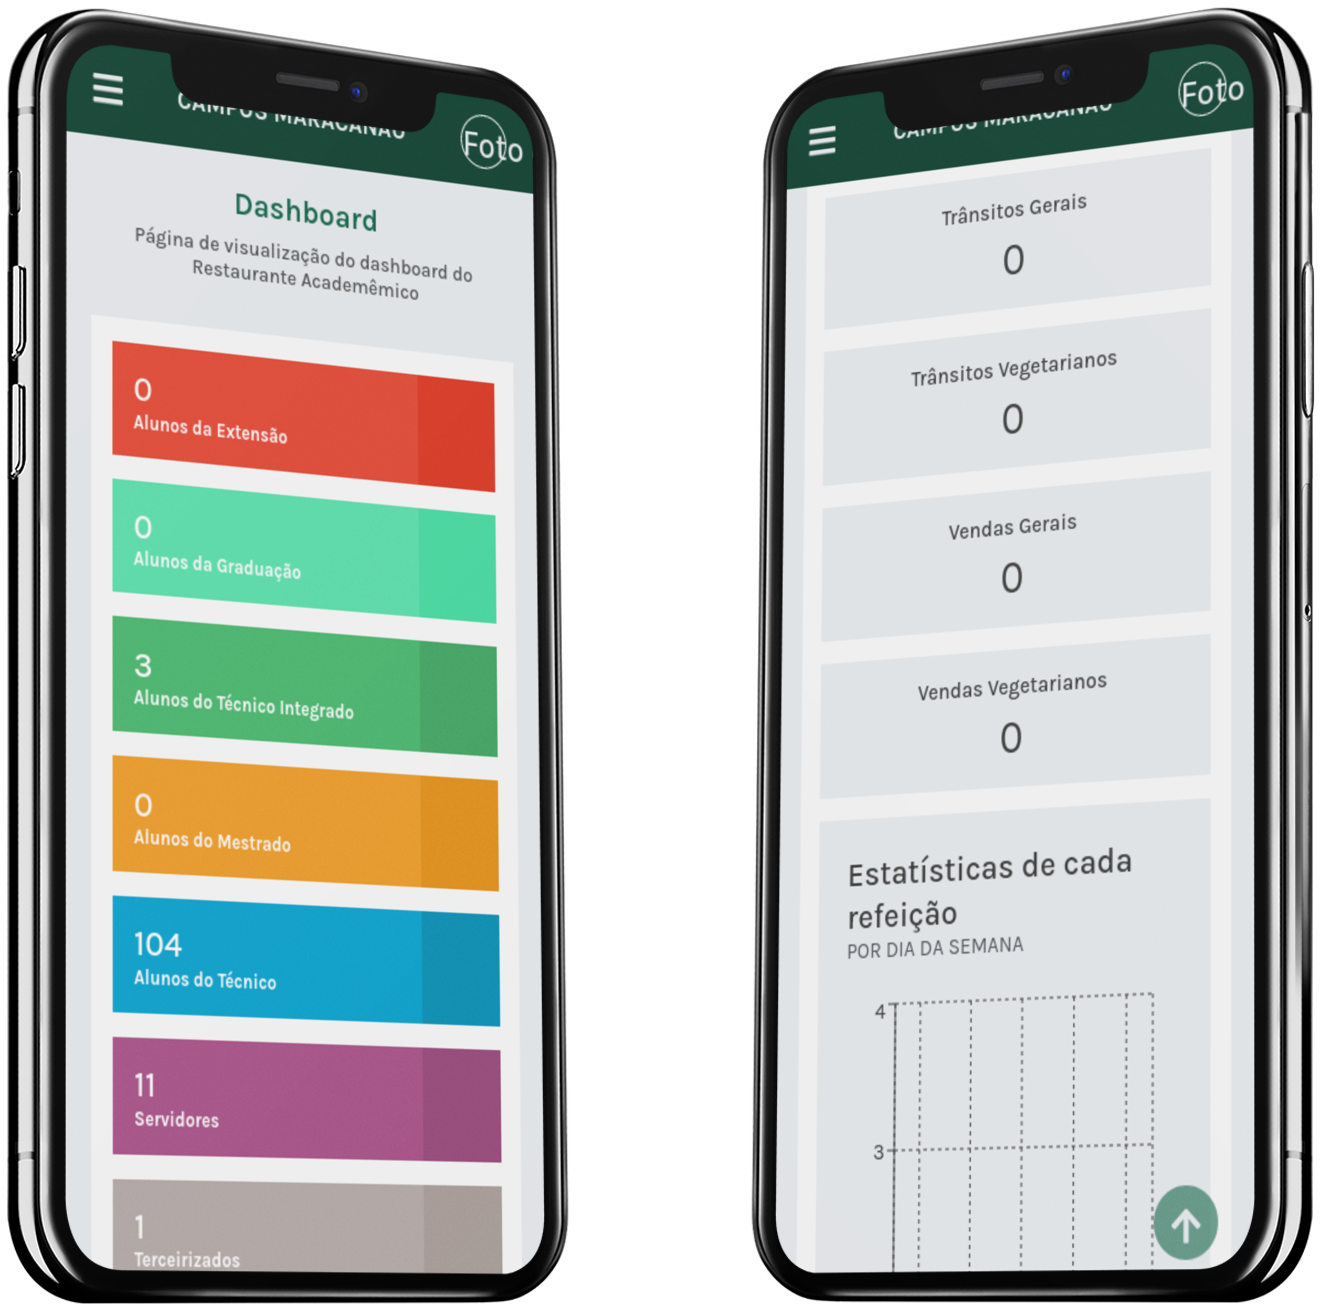 CAMPUS MARACANAÚ
Foto
Dashboard
Página de visualização do dashboard do
Restaurante Acadêmêmico
0
Alunos da Extensão
0
Alunos da Graduação
3
Alunos do Técnico Integrado
0
Alunos do Mestrado
104
Alunos do Técnico
11
Servidores
1
Terceirizados
CAMPUS MARACANAÚ
Foto
Trânsitos Gerais
0
Trânsitos Vegetarianos
0
Vendas Gerais
0
Vendas Vegetarianos
0
Estatísticas de cada
refeição
POR DIA DA SEMANA
4
3